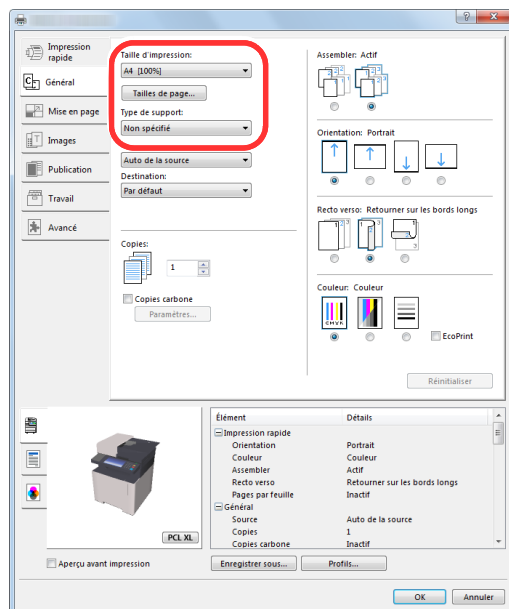 Impression rapide
Général
Mise en page
Images
Publication
Travail
Avancé
Taille d'impression:
A4 [100%]
Tailles de page...
Type de support:
Non spécifié
Auto de la source
Destination:
Par défaut
Copies:
1
Copies carbone
Paramètres...
Assembler: Actif
Orientation: Portrait
Recto verso: Retourner sur les bords longs
Couleur: Couleur
CMYK
EcoPrint
Réinitialiser
PCL XL
Aperçu avant impression
Élément Détails
Impression rapide
Orientation Portrait
Couleur Couleur
Assembler Actif
Recto verso Retourner sur les bords longs
Pages par feuille Inactif
Général
Source Auto de la source
Copies 1
Copies carbone Inactif
Enregistrer sous... Profils...
OK Annuler